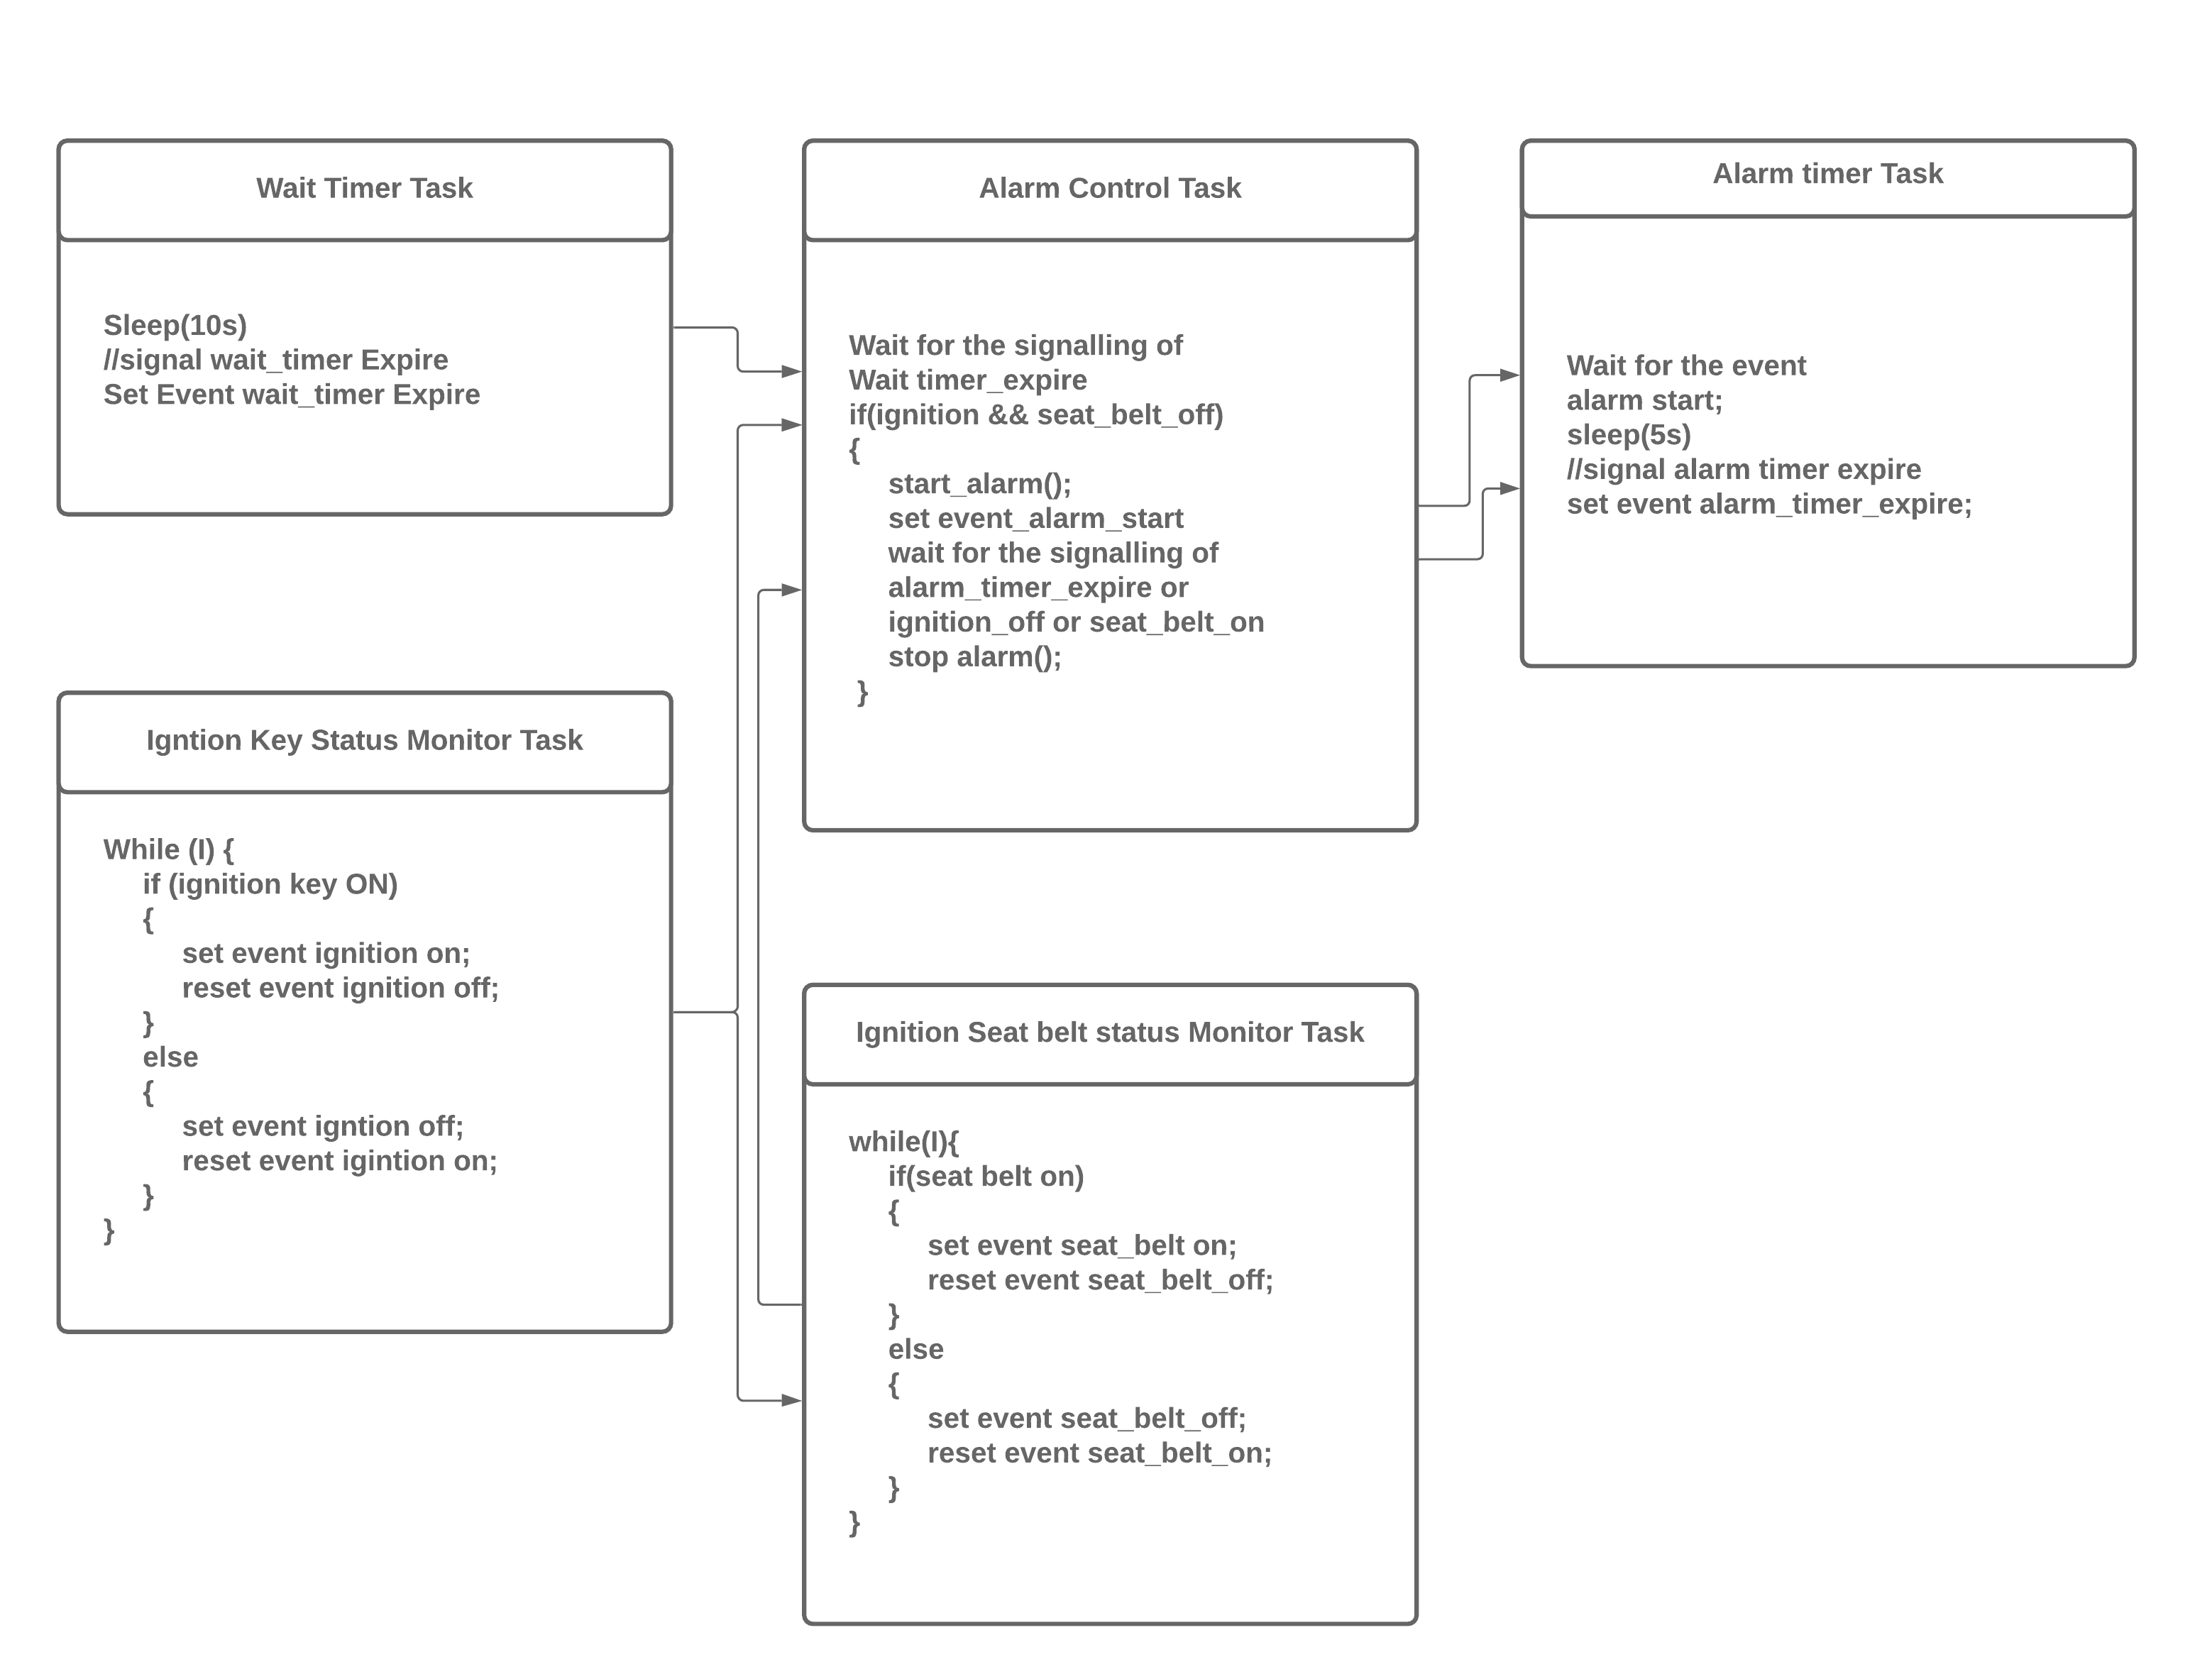 Wait Timer Task
Sleep(10s)
//signal wait_timer Expire
Set Event wait_timer Expire
Alarm Control Task
Wait for the signalling of
Wait timer_expire
if(ignition && seat_belt_off)
{
start_alarm();
set event_alarm_start
wait for the signalling of
alarm_timer_expire or
ignition_off or seat_belt_on
stop alarm();
}
Alarm timer Task
Wait for the event
alarm start;
sleep(5s)
//signal alarm timer expire
set event alarm_timer_expire;
Igntion Key Status Monitor Task
While (I) {
if (ignition key ON)
{
set event ignition on;
reset event ignition off;
}
else
{
set event igntion off;
reset event igintion on;
}
}
Ignition Seat belt status Monitor Task
while(I){
if(seat belt on)
{
set event seat_belt on;
reset event seat_belt_off;
}
else
{
set event seat_belt_off;
reset event seat_belt_on;
}
}